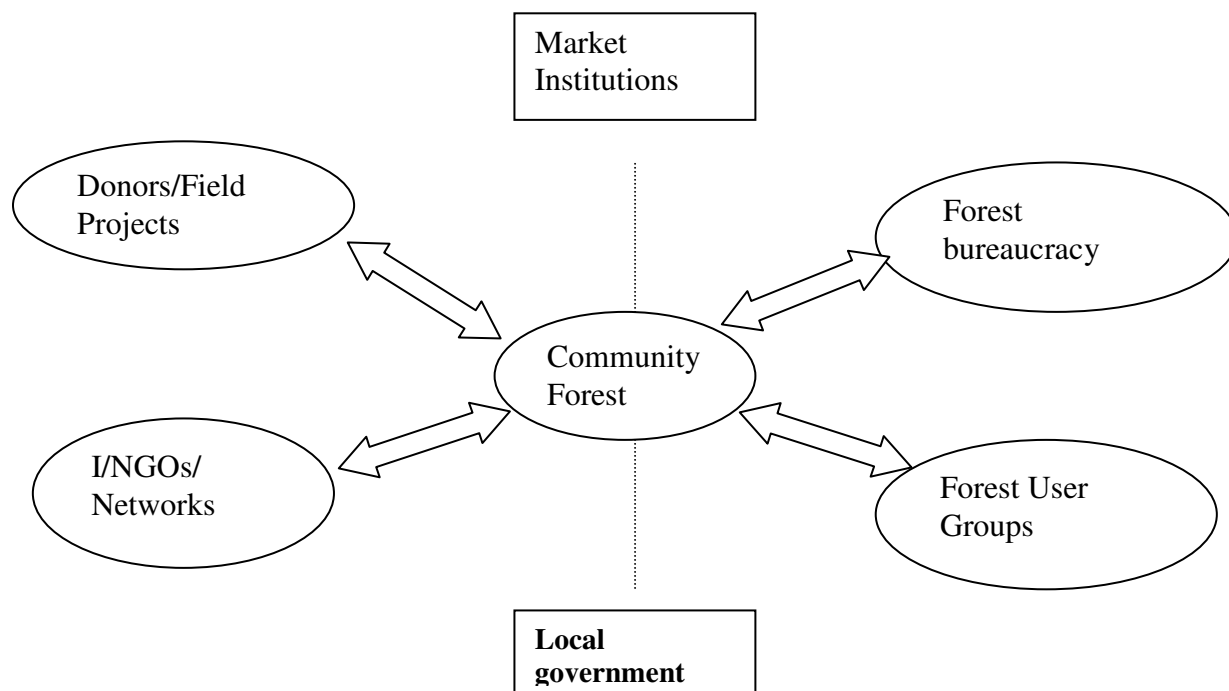 Market
Institutions
Donors/Field
Projects
Forest
bureaucracy
Community
Forest
I/NGOs/
Networks
Forest User
Groups
Local
government